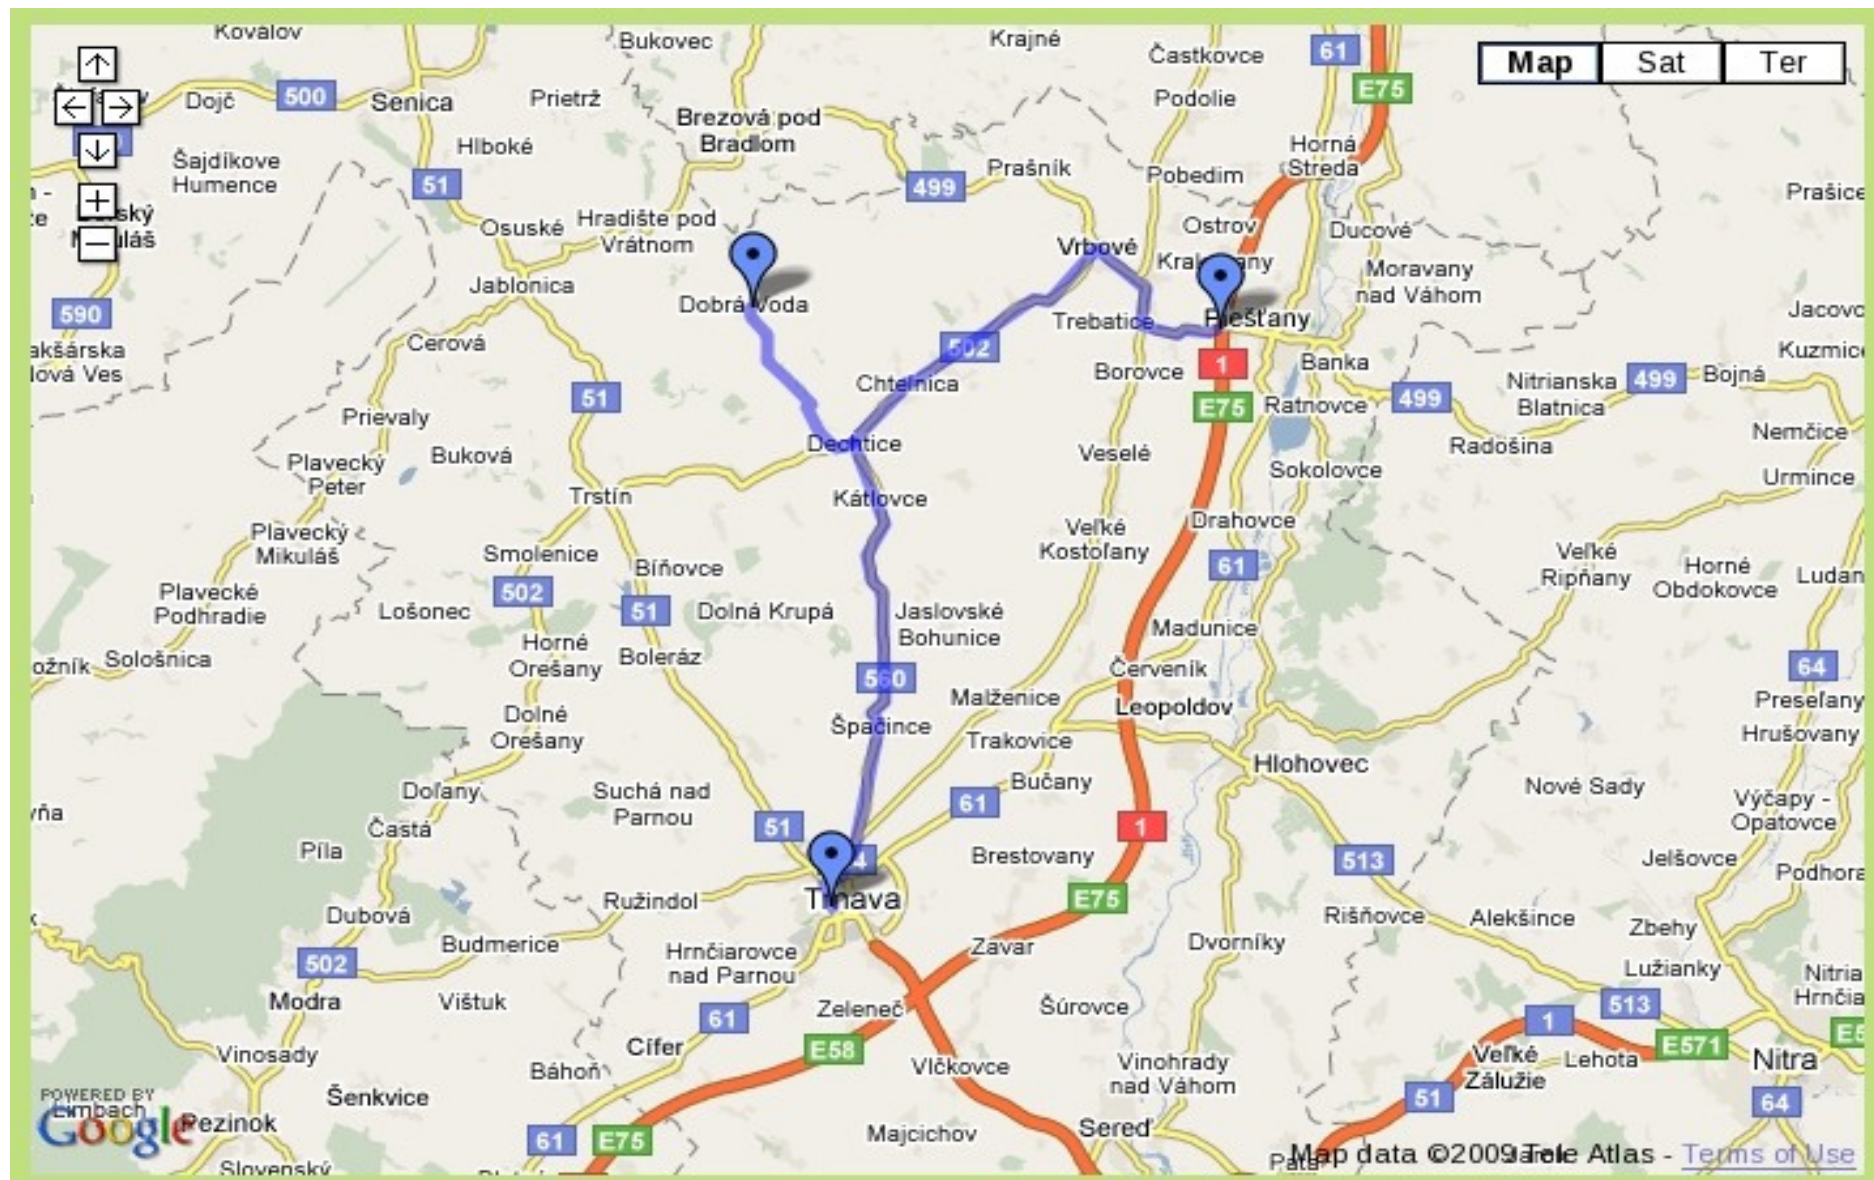 Kovalov
Bukovec
Krajné
Častkovce
61
Map
Sat
Ter
E75
Dojč
500
Senica
Prietrž
Podolie
Brezová pod
Bradlom
Hlboké
Horná
Streda
Šajdíkove
Humence
51
499
Prašník
Pobedim
Prašice
Osuské
Hradište pod
Vrátnom
Vrbové
Ostrov
Ducové
Jablonica
Moravany
nad Váhom
Dobrá Voda
590
Trebatice
Piešťany
Cerová
502
Borovce
1
Banka
Chtelnica
E75
Ratnovce
499
Nitrianska
Blatnica
499
Bojná
51
Prievaly
Dechtice
Veselé
Radošina
Nemčice
Buková
Plavecký
Peter
Sokolovce
Urmince
Trstín
Kátlovce
Drahovce
Plavecký
Mikuláš
Veľké
Kostoľany
Smolenice
Bíňovce
61
Veľké
Ripňany
Horné
Obdokovce
Plavecké
Podhradie
502
51
Lošonec
Dolná Krupá
Jaslovské
Bohunice
Madunice
Horné
Orešany
Boleráz
Sološnica
Červeník
64
560
Malženice
Leopoldov
Preseľany
Dolné
Orešany
Špačince
Trakovice
Hrušovany
Hlohovec
Doľany
Suchá nad
Parnou
Bučany
61
Nové Sady
Výčapy -
Opatovce
Častá
51
1
Píla
Brestovany
513
Jelšovce
Ružindol
Trnava
E75
Dubová
Rišňovce
Alekšince
Zbehy
Budmerice
Hrnčiarovce
nad Parnou
Zavar
Dvorníky
Lužianky
502
Modra
Vištuk
Zeleneč
Šúrovce
513
61
1
Cífer
E58
Veľké
Zálužie
Lehota
E571
Nitra
Vinosady
Báhoň
Vlčkovce
Vinohrady
nad Váhom
Šenkvice
51
64
POWERED BY
Google
Pezinok
61
E75
Majcichov
Sereď
Slovenský
Map data ©2009 Tele Atlas - Terms of Use